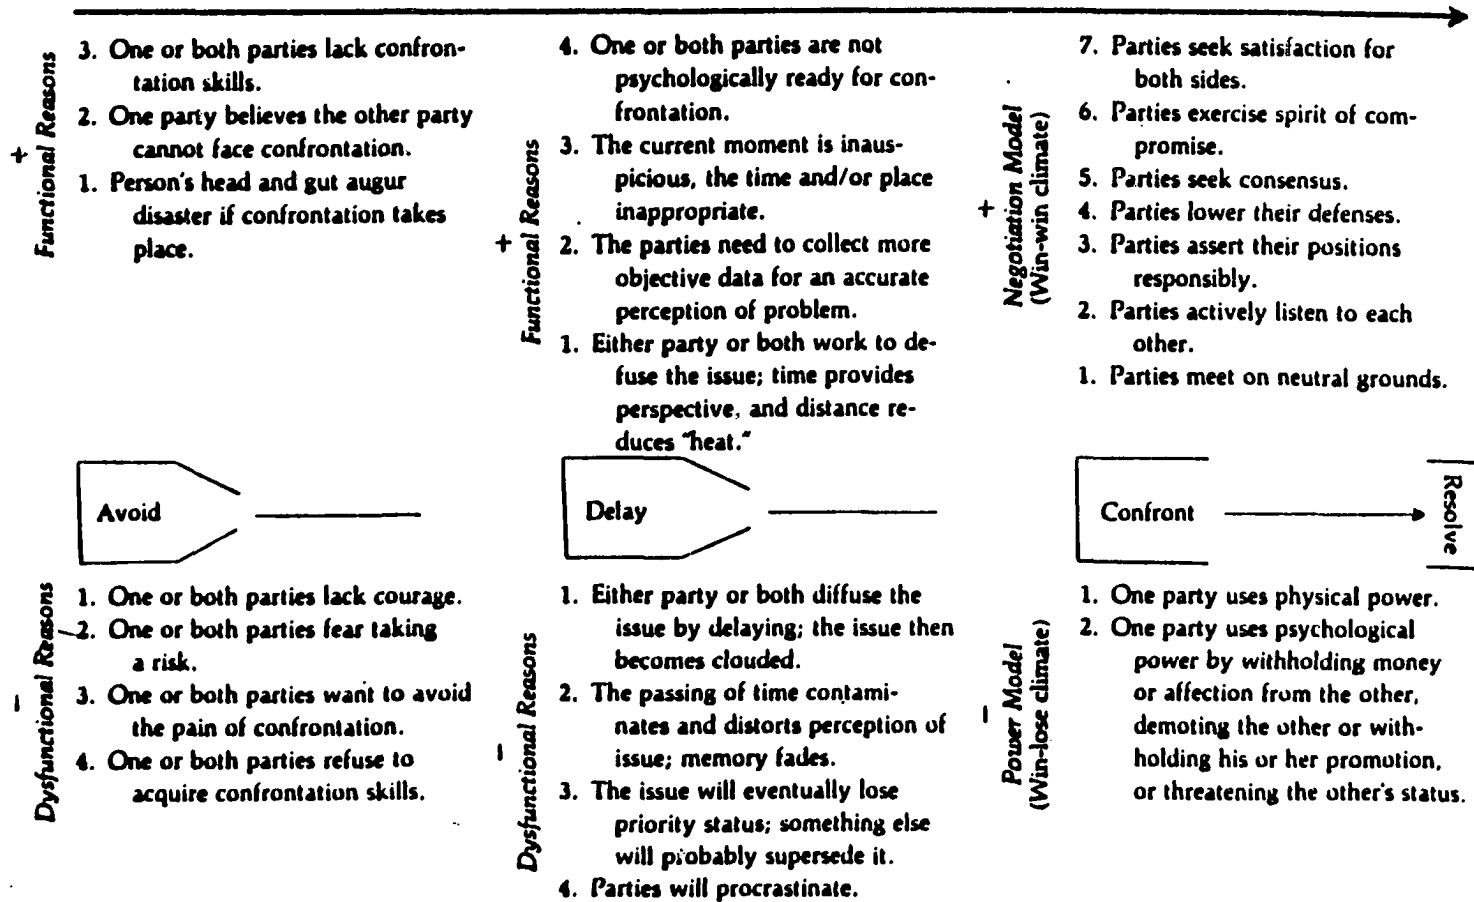 +
Functional Reasons
3. One or both parties lack confron-
tation skills.
2. One party believes the other party
cannot face confrontation.
1. Person's head and gut augur
disaster if confrontation takes
place.
+
Functional Reasons
4. One or both parties are not
psychologically ready for con-
frontation.
3. The current moment is inaus-
picious, the time and/or place
inappropriate.
2. The parties need to collect more
objective data for an accurate
perception of problem.
1. Either party or both work to de-
fuse the issue; time provides
perspective, and distance re-
duces "heat."
+
Negotiation Model
(Win-win climate)
7. Parties seek satisfaction for
both sides.
6. Parties exercise spirit of com-
promise.
5. Parties seek consensus.
4. Parties lower their defenses.
3. Parties assert their positions
responsibly.
2. Parties actively listen to each
other.
1. Parties meet on neutral grounds.
Avoid
Delay
Confront
Resolve
-
Dysfunctional Reasons
1. One or both parties lack courage.
2. One or both parties fear taking
a risk.
3. One or both parties want to avoid
the pain of confrontation.
4. One or both parties refuse to
acquire confrontation skills.
-
Dysfunctional Reasons
1. Either party or both diffuse the
issue by delaying; the issue then
becomes clouded.
2. The passing of time contami-
nates and distorts perception of
issue; memory fades.
3. The issue will eventually lose
priority status; something else
will probably supersede it.
4. Parties will procrastinate.
-
Power Model
(Win-lose climate)
1. One party uses physical power.
2. One party uses psychological
power by withholding money
or affection from the other,
demoting the other or with-
holding his or her promotion,
or threatening the other's status.